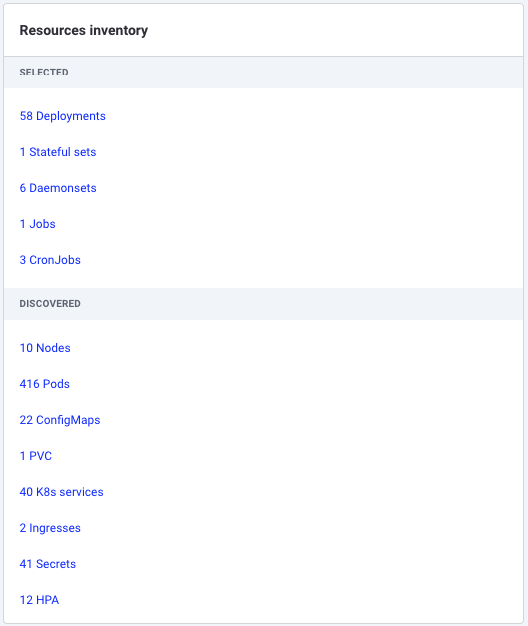 Resources inventory
SELECTED
58 Deployments
1 Stateful sets
6 Daemonsets
1 Jobs
3 CronJobs
DISCOVERED
10 Nodes
416 Pods
22 ConfigMaps
1 PVC
40 K8s services
2 Ingresses
41 Secrets
12 HPA